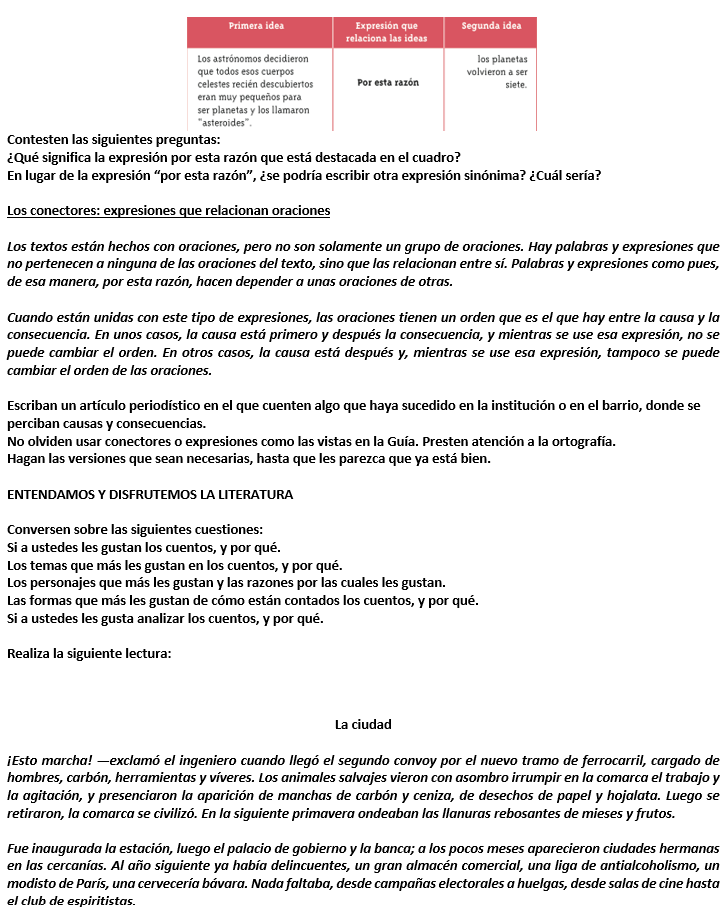 Primera idea
Expresión que
relaciona las ideas
Segunda idea
Los astrónomos decidieron
que todos esos cuerpos
celestes recién descubiertos
eran muy pequeños para
ser planetas y los llamaron
"asteroides".
Por esta razón
los planetas
volvieron a ser
siete.
Contesten las siguientes preguntas:
¿Qué significa la expresión por esta razón que está destacada en el cuadro?
En lugar de la expresión “por esta razón”, ¿se podría escribir otra expresión sinónima? ¿Cuál sería?
Los conectores: expresiones que relacionan oraciones
Los textos están hechos con oraciones, pero no son solamente un grupo de oraciones. Hay palabras y expresiones que
no pertenecen a ninguna de las oraciones del texto, sino que las relacionan entre sí. Palabras y expresiones como pues,
de esa manera, por esta razón, hacen depender a unas oraciones de otras.
Cuando están unidas con este tipo de expresiones, las oraciones tienen un orden que es el que hay entre la causa y la
consecuencia. En unos casos, la causa está primero y después la consecuencia, y mientras se use esa expresión, no se
puede cambiar el orden. En otros casos, la causa está después y, mientras se use esa expresión, tampoco se puede
cambiar el orden de las oraciones.
Escriban un artículo periodístico en el que cuenten algo que haya sucedido en la institución o en el barrio, donde se
perciban causas y consecuencias.
No olviden usar conectores o expresiones como las vistas en la Guía. Presten atención a la ortografía.
Hagan las versiones que sean necesarias, hasta que les parezca que ya está bien.
ENTENDAMOS Y DISFRUTEMOS LA LITERATURA
Conversen sobre las siguientes cuestiones:
Si a ustedes les gustan los cuentos, y por qué.
Los temas que más les gustan en los cuentos, y por qué.
Los personajes que más les gustan y las razones por las cuales les gustan.
Las formas que más les gustan de cómo están contados los cuentos, y por qué.
Si a ustedes les gusta analizar los cuentos, y por qué.
Realiza la siguiente lectura:
La ciudad
¡Esto marcha! —exclamó el ingeniero cuando llegó el segundo convoy por el nuevo tramo de ferrocarril, cargado de
hombres, carbón, herramientas y víveres. Los animales salvajes vieron con asombro irrumpir en la comarca el trabajo y
la agitación, y presenciaron la aparición de manchas de carbón y ceniza, de desechos de papel y hojalata. Luego se
retiraron, la comarca se civilizó. En la siguiente primavera ondeaban las llanuras rebosantes de mieses y frutos.
Fue inaugurada la estación, luego el palacio de gobierno y la banca; a los pocos meses aparecieron ciudades hermanas
en las cercanías. Al año siguiente ya había delincuentes, un gran almacén comercial, una liga de antialcoholismo, un
modisto de París, una cervecería bávara. Nada faltaba, desde campañas electorales a huelgas, desde salas de cine hasta
el club de espiritistas.